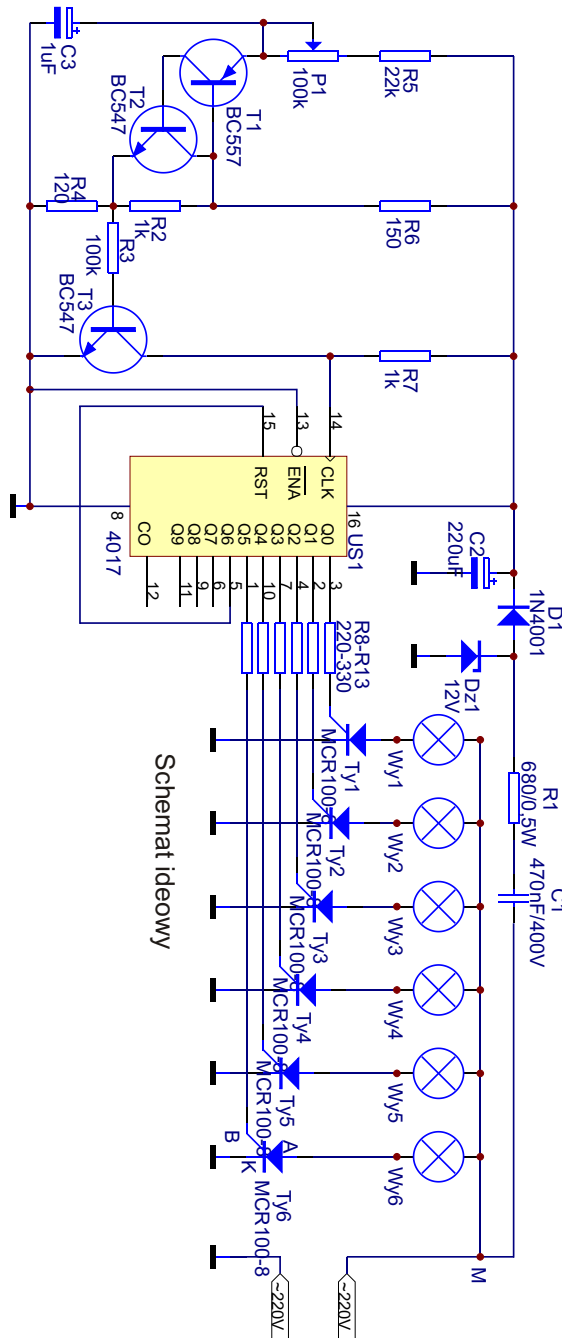 C3
1uF
T1
BC557
T2
BC547
P1
100k
R5
22k
R4
120
R2
1k
R3
100k
R6
150
T3
BC547
R7
1k
15
13
14
RST
ENA
CLK
8
4017
16
US1
CO
Q9
Q8
Q7
Q6
Q5
Q4
Q3
Q2
Q1
Q0
12
11
9
6
5
1
10
7
4
2
3
C2
220uF
D1
1N4001
Dz1
12V
R8-R13
220-330
R1
680/0,5W
C1
470nF/400V
Ty1
MCR100-8
Wy1
Ty2
MCR100-8
Wy2
Ty3
MCR100-8
Wy3
Ty4
MCR100-8
Wy4
Ty5
MCR100-8
Wy5
Ty6
MCR100-8
Wy6
B
A
K
M
~220V
~220V
Schemat ideowy